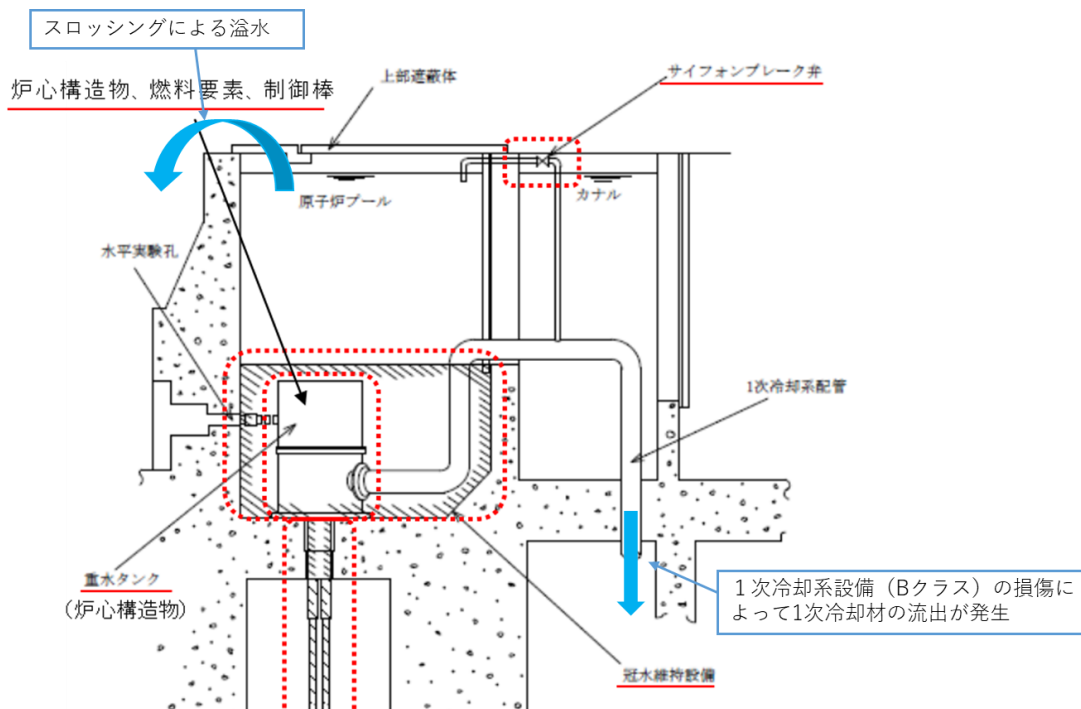 スロッシングによる溢水
炉心構造物、燃料要素、制御棒
上部遮蔽体
サイフォンブレーク弁
原子炉プール
カナル
水平実験孔
1次冷却系配管
重水タンク
(炉心構造物)
１次冷却系設備（Bクラス）の損傷に
よって1次冷却材の流出が発生
冠水維持設備